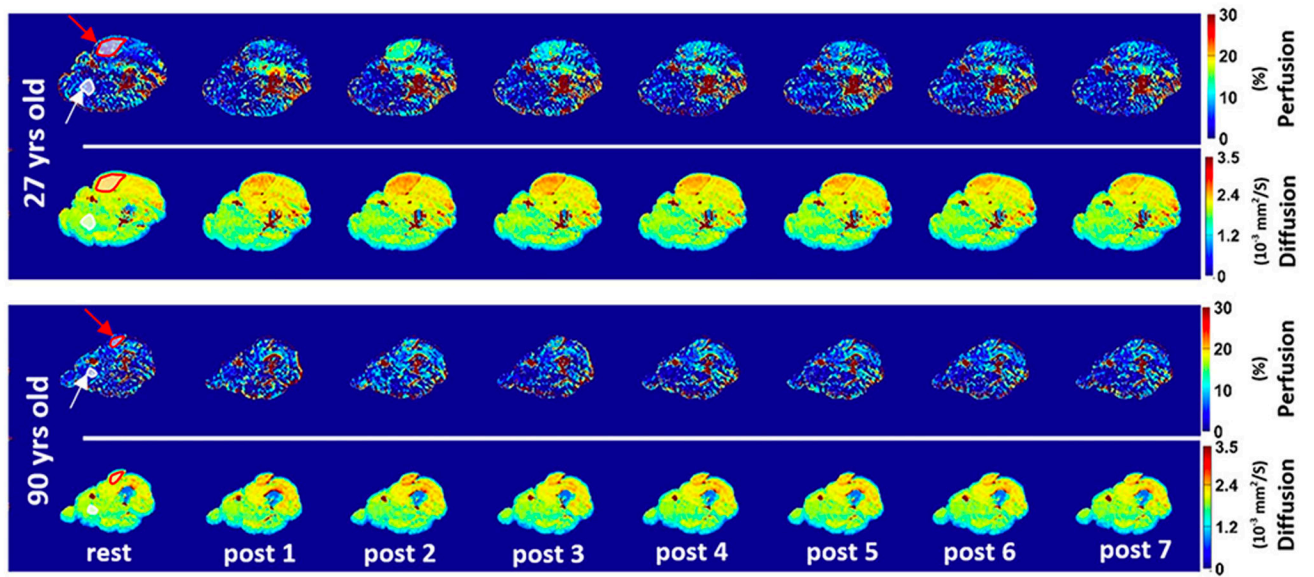 27 yrs old
30
20
10
0
(%)
Perfusion
3.5
2.4
1.2
0
(10⁻³ mm²/S)
Diffusion
90 yrs old
30
20
10
0
(%)
Perfusion
3.5
2.4
1.2
0
(10⁻³ mm²/S)
Diffusion
rest post 1 post 2 post 3 post 4 post 5 post 6 post 7